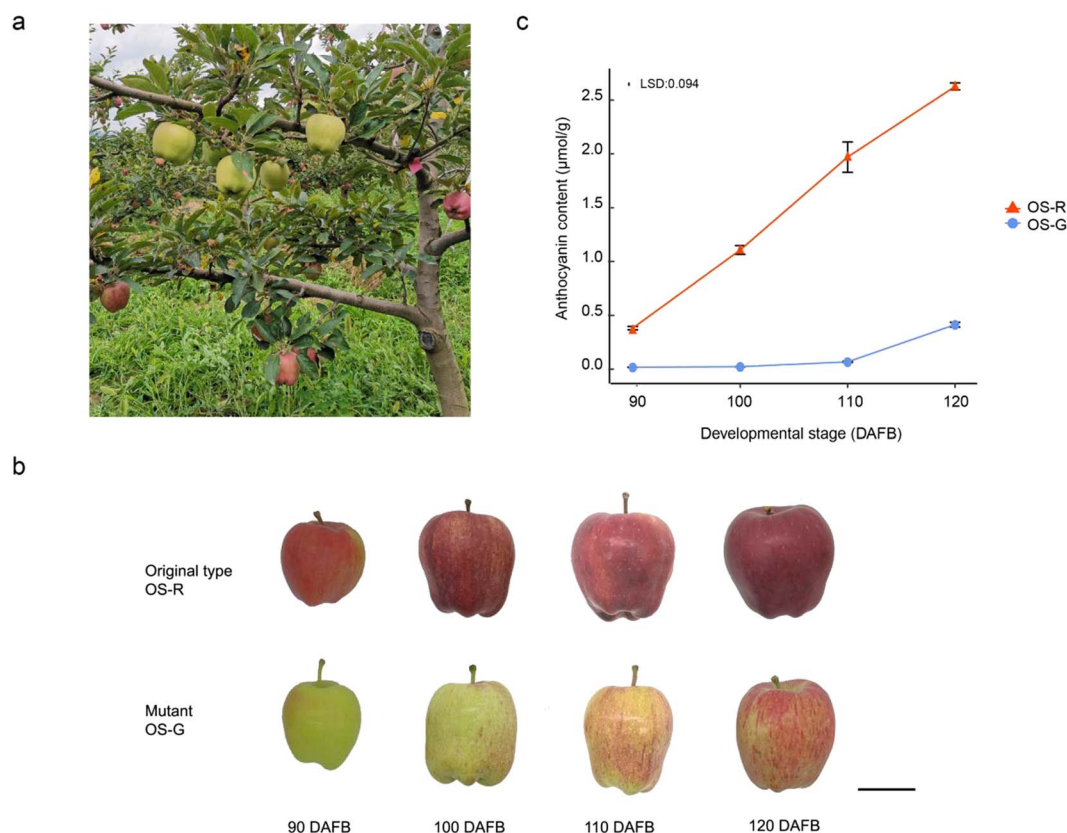 a
c
LSD:0.094
2.5
2.0
1.5
1.0
0.5
0.0
Anthocyanin content (μmol/g)
90 100 110 120
Developmental stage (DAFB)
OS-R
OS-G
b
Original type
OS-R
Mutant
OS-G
90 DAFB 100 DAFB 110 DAFB 120 DAFB